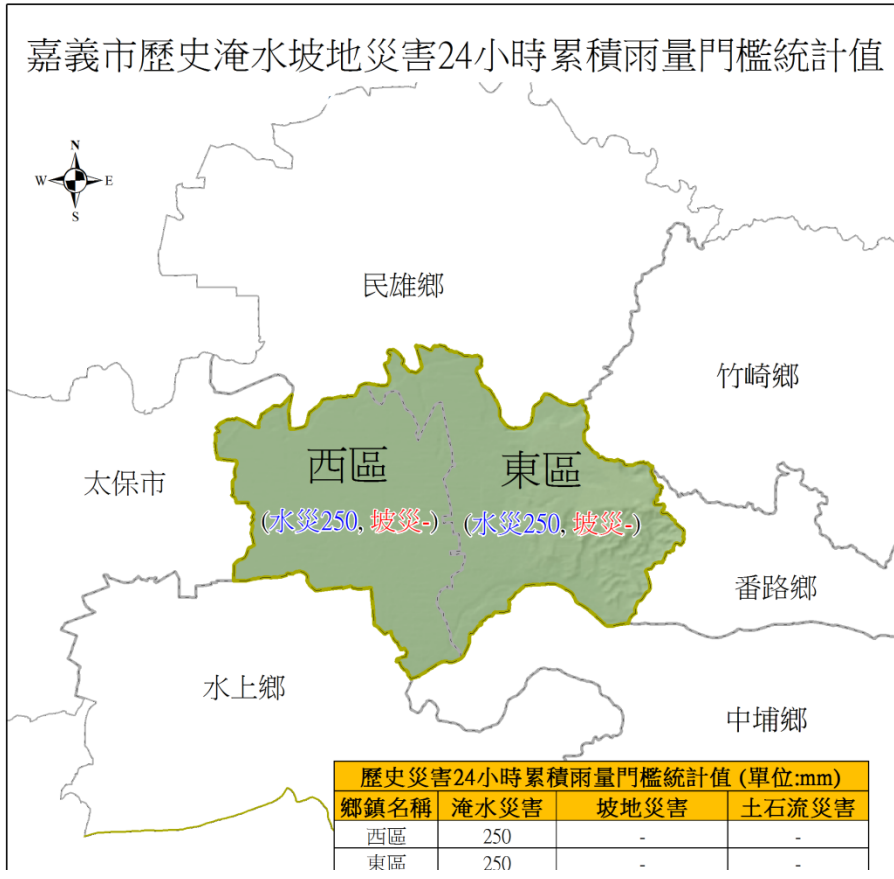 嘉義市歷史淹水坡地災害24小時累積雨量門檻統計值
N
W E
S
民雄鄉
竹崎鄉
西區
東區
太保市
(水災250, 坡災-)
(水災250, 坡災-)
番路鄉
水上鄉
中埔鄉
歷史災害24小時累積雨量門檻統計值 (單位:mm)
鄉鎮名稱 淹水災害 坡地災害 土石流災害
西區 250 - -
東區 250 - -